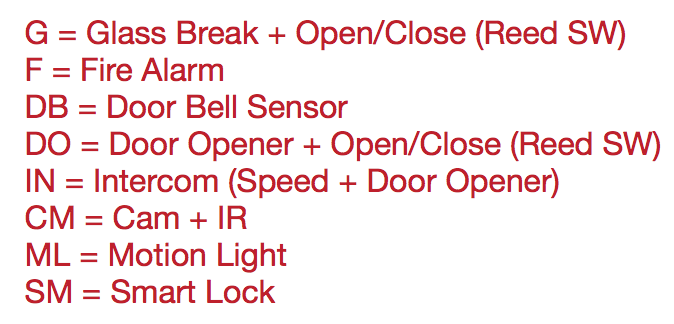 G = Glass Break + Open/Close (Reed SW)
F = Fire Alarm
DB = Door Bell Sensor
DO = Door Opener + Open/Close (Reed SW)
IN = Intercom (Speed + Door Opener)
CM = Cam + IR
ML = Motion Light
SM = Smart Lock